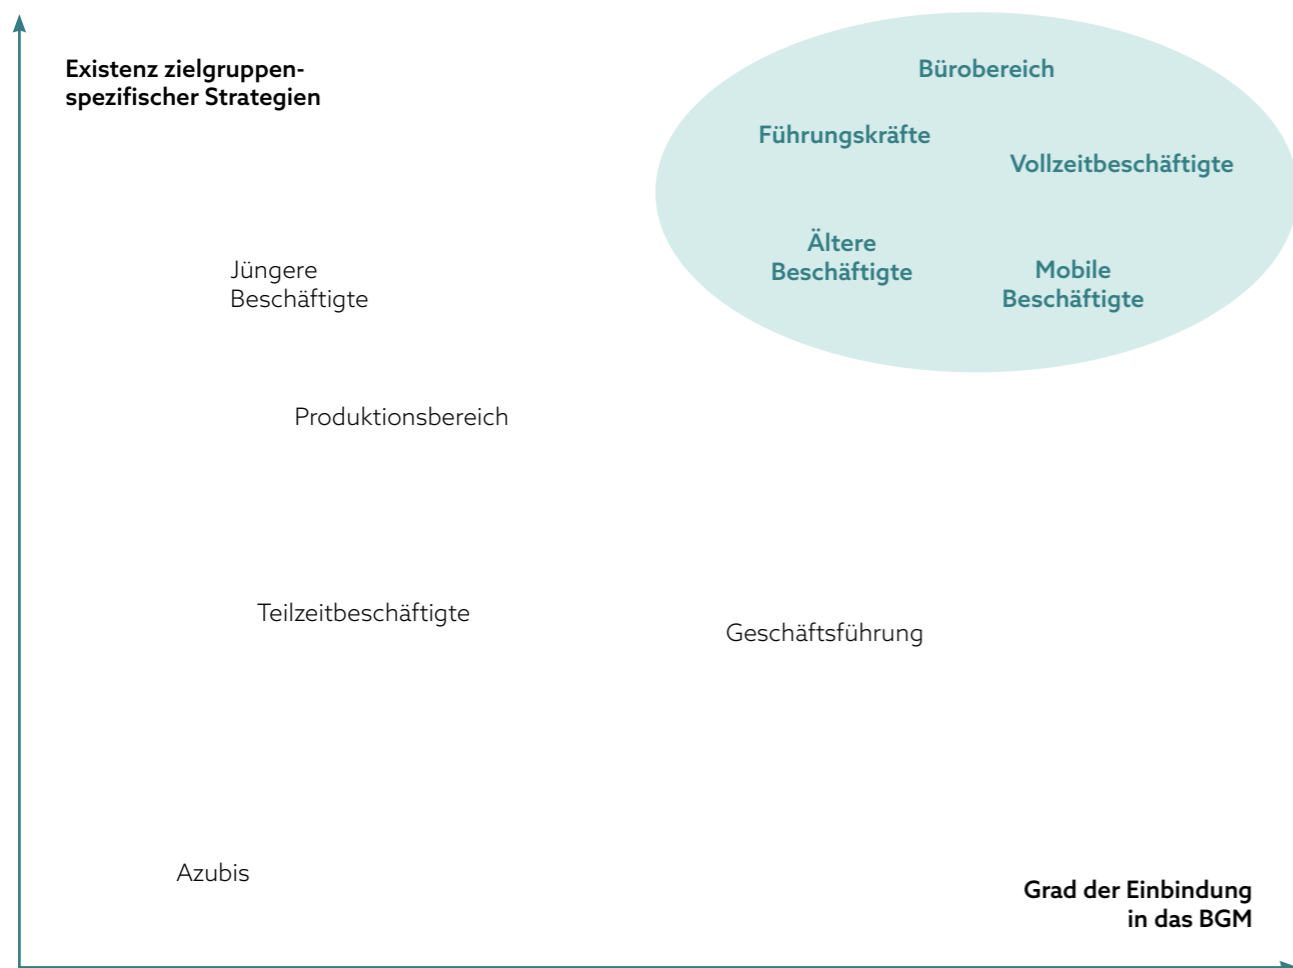 Existenz zielgruppen-
spezifischer Strategien
Bürobereich
Führungskräfte
Vollzeitbeschäftigte
Ältere
Beschäftigte
Mobile
Beschäftigte
Jüngere
Beschäftigte
Produktionsbereich
Teilzeitbeschäftigte
Geschäftsführung
Azubis
Grad der Einbindung
in das BGM